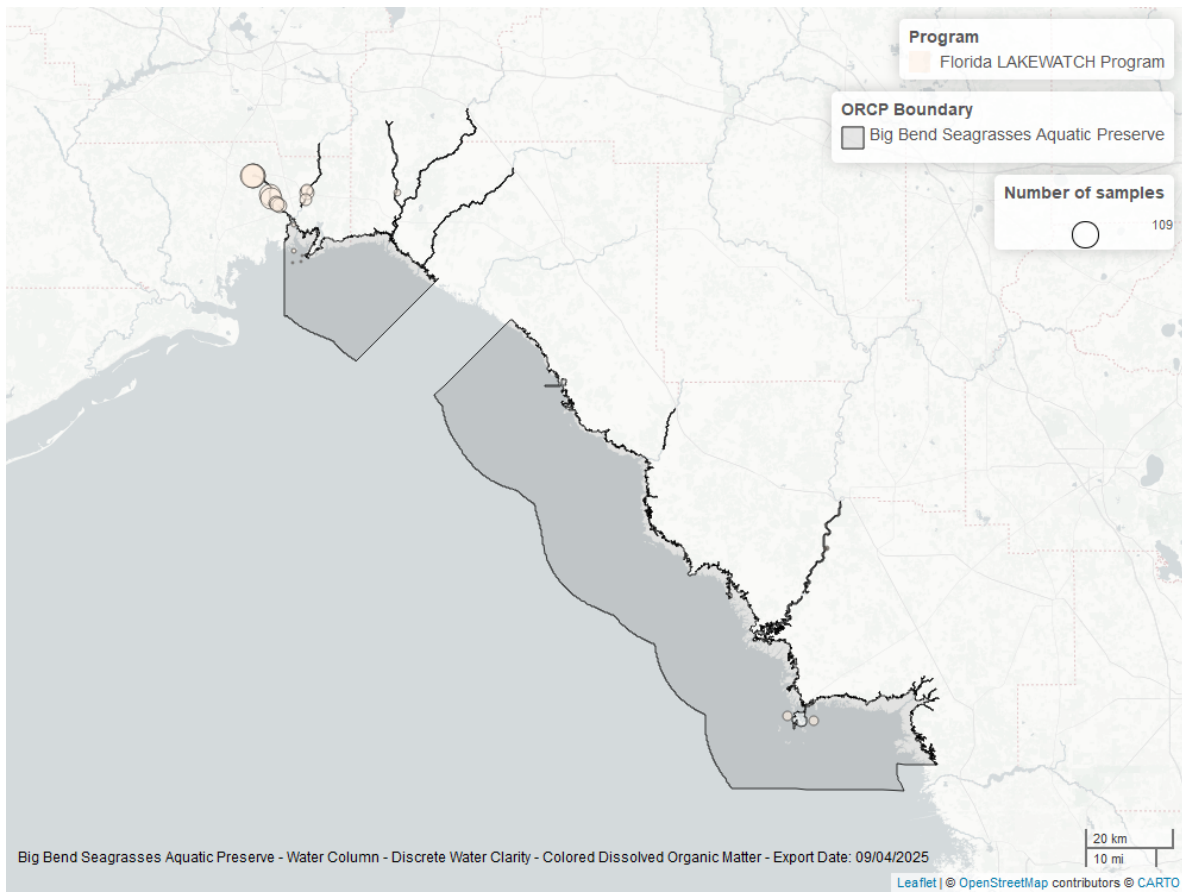 Program
Florida LAKEWATCH Program
ORCP Boundary
Big Bend Seagrasses Aquatic Preserve
Number of samples
109
20 km
10 mi
Big Bend Seagrasses Aquatic Preserve - Water Column - Discrete Water Clarity - Colored Dissolved Organic Matter - Export Date: 09/04/2025
Leaflet | © OpenStreetMap contributors © CARTO